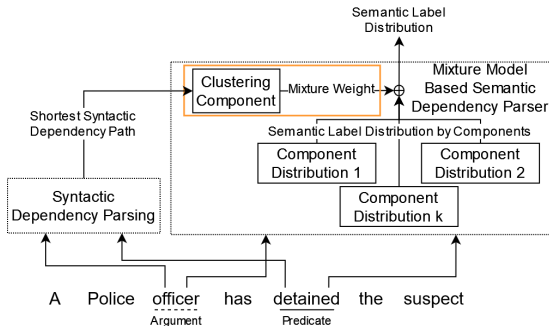 Semantic Label
Distribution
Clustering
Component
Mixture Weight
Mixture Model
Based Semantic
Dependency Parser
Shortest Syntactic
Dependency Path
Semantic Label Distribution by Components
Component
Distribution 1
Component
Distribution 2
Component
Distribution k
Syntactic
Dependency Parsing
A Police officer has detained the suspect
Argument Predicate